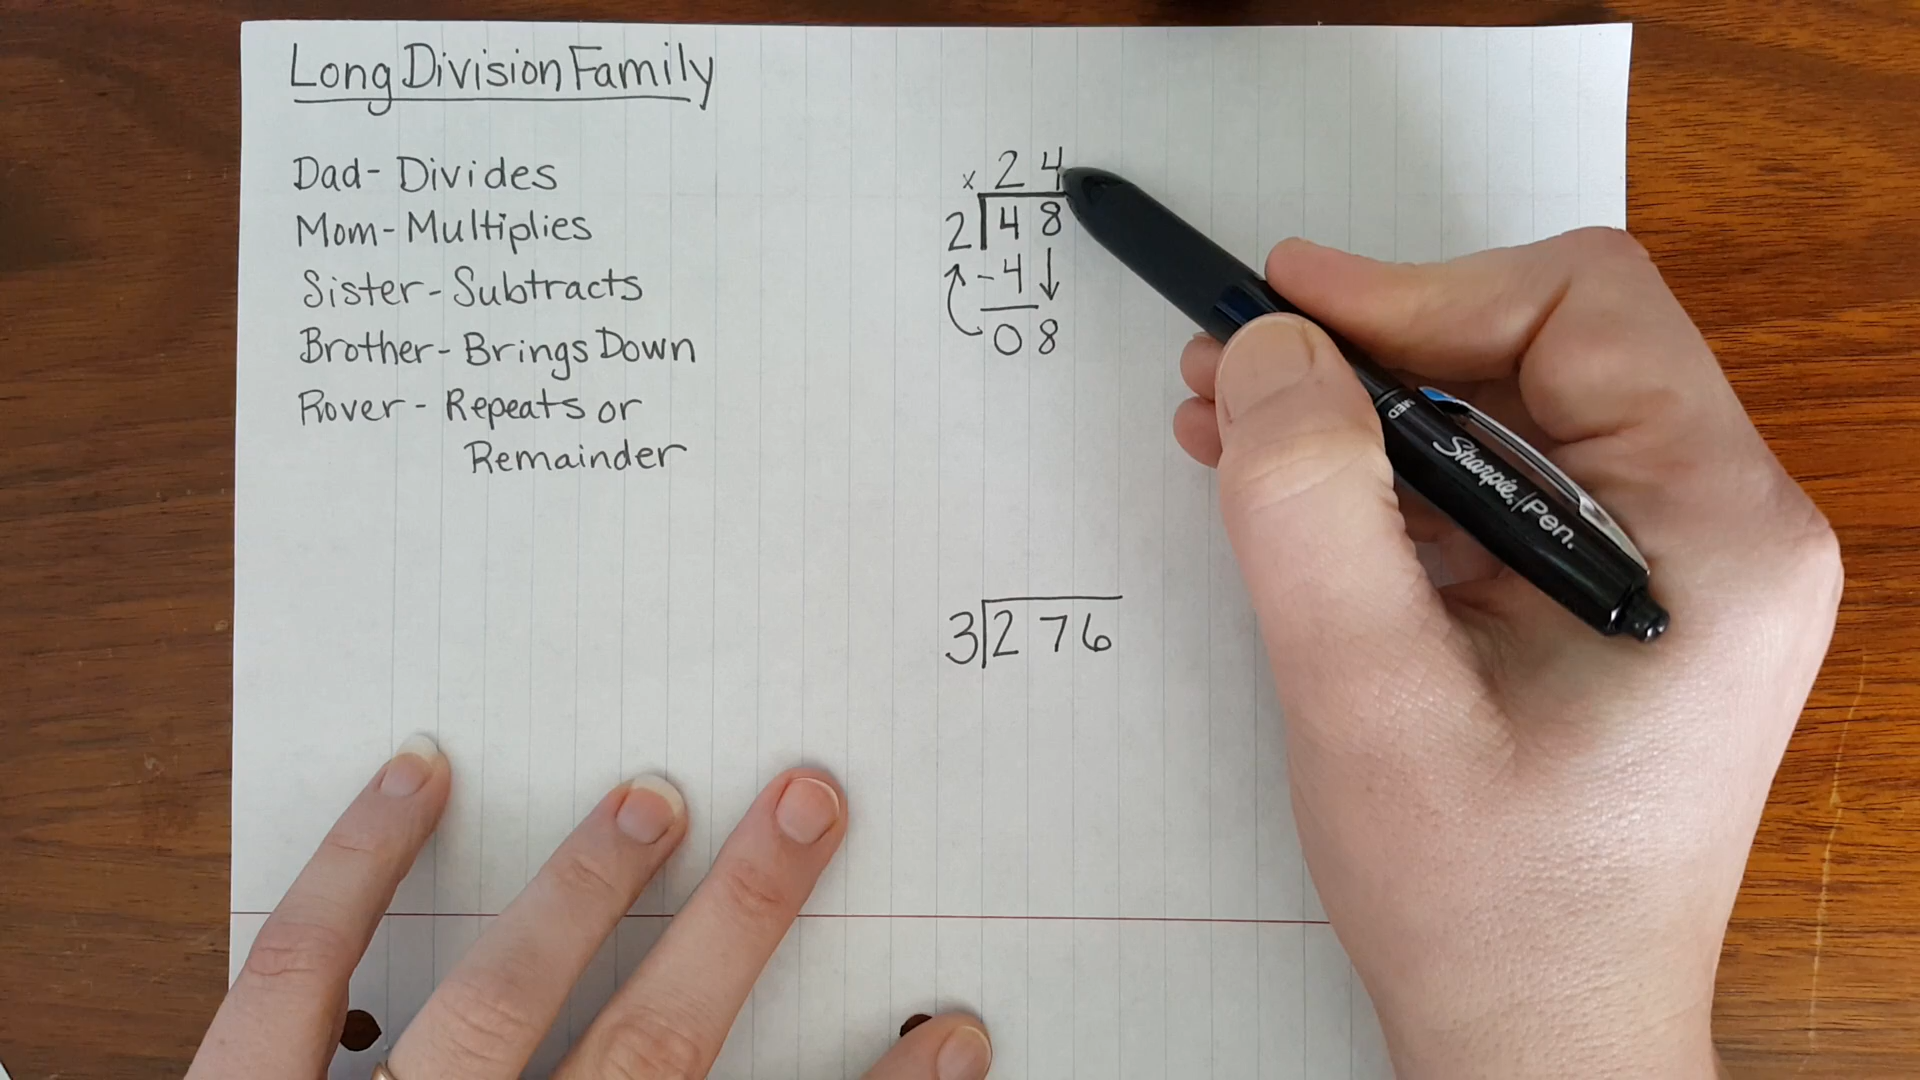 Long Division Family
Dad- Divides
Mom- Multiplies
Sister- Subtracts
Brother- Brings Down
Rover - Repeats or
Remainder
x 2 4
2 4 8
-4 ↓
0 8
3 2 7 6
MED
Sharpie./Pen.